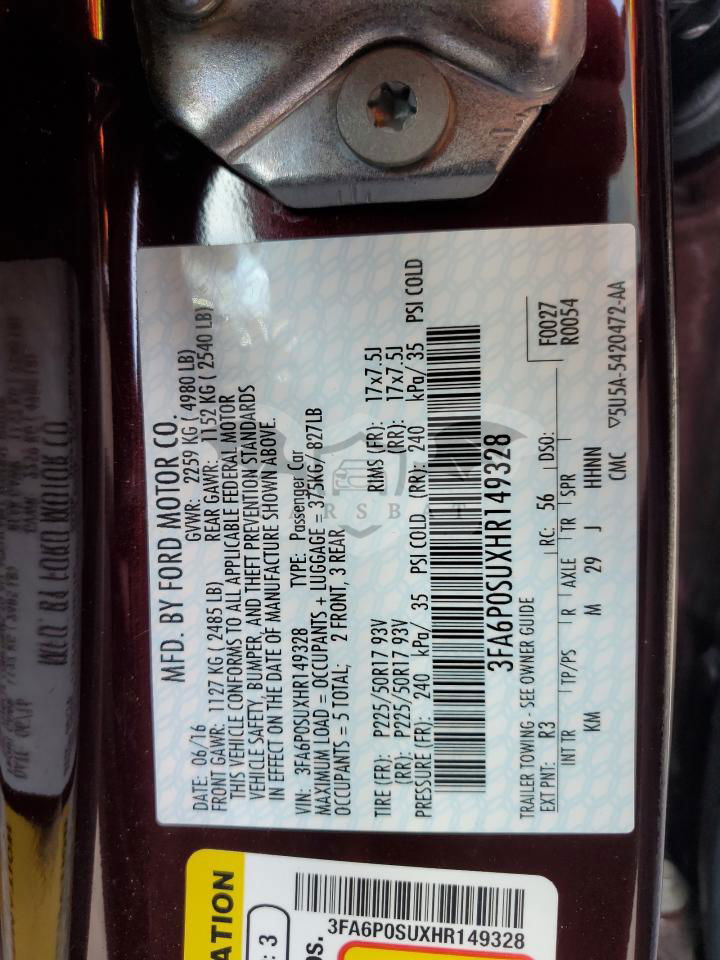 MFD. BY FORD MOTOR CO.
DATE: 06/16 GVWR: 2259 KG ( 4980 LB)
FRONT GAWR: 1127 KG ( 2485 LB) REAR GAWR: 1152 KG ( 2540 LB)
THIS VEHICLE CONFORMS TO ALL APPLICABLE FEDERAL MOTOR
VEHICLE SAFETY, BUMPER, AND THEFT PREVENTION STANDARDS
IN EFFECT ON THE DATE OF MANUFACTURE SHOWN ABOVE.
VIN: 3FA6P0SUXHR149328 TYPE: Passenger Car
MAXIMUM LOAD = OCCUPANTS + LUGGAGE = 375KG/ 827LB
OCCUPANTS = 5 TOTAL; 2 FRONT, 3 REAR
TIRE (FR): P225/50R17 93V RIMS (FR): 17x7.5J
(RR): P225/50R17 93V (RR): 17x7.5J
PRESSURE (FR): 240 kPa/ 35 PSI COLD (RR): 240 kPa/ 35 PSI COLD
3FA6P0SUXHR149328
TRAILER TOWING - SEE OWNER GUIDE
EXT PNT: R3 RC: 56 DSO: F0027
R0054
INT TR TP/PS R AXLE TR SPR
KM M 29 J HHNN
CMC ▽5U5A-5420472-AA
ARSBAT
ATION
: 3
os.
3FA6P0SUXHR149328